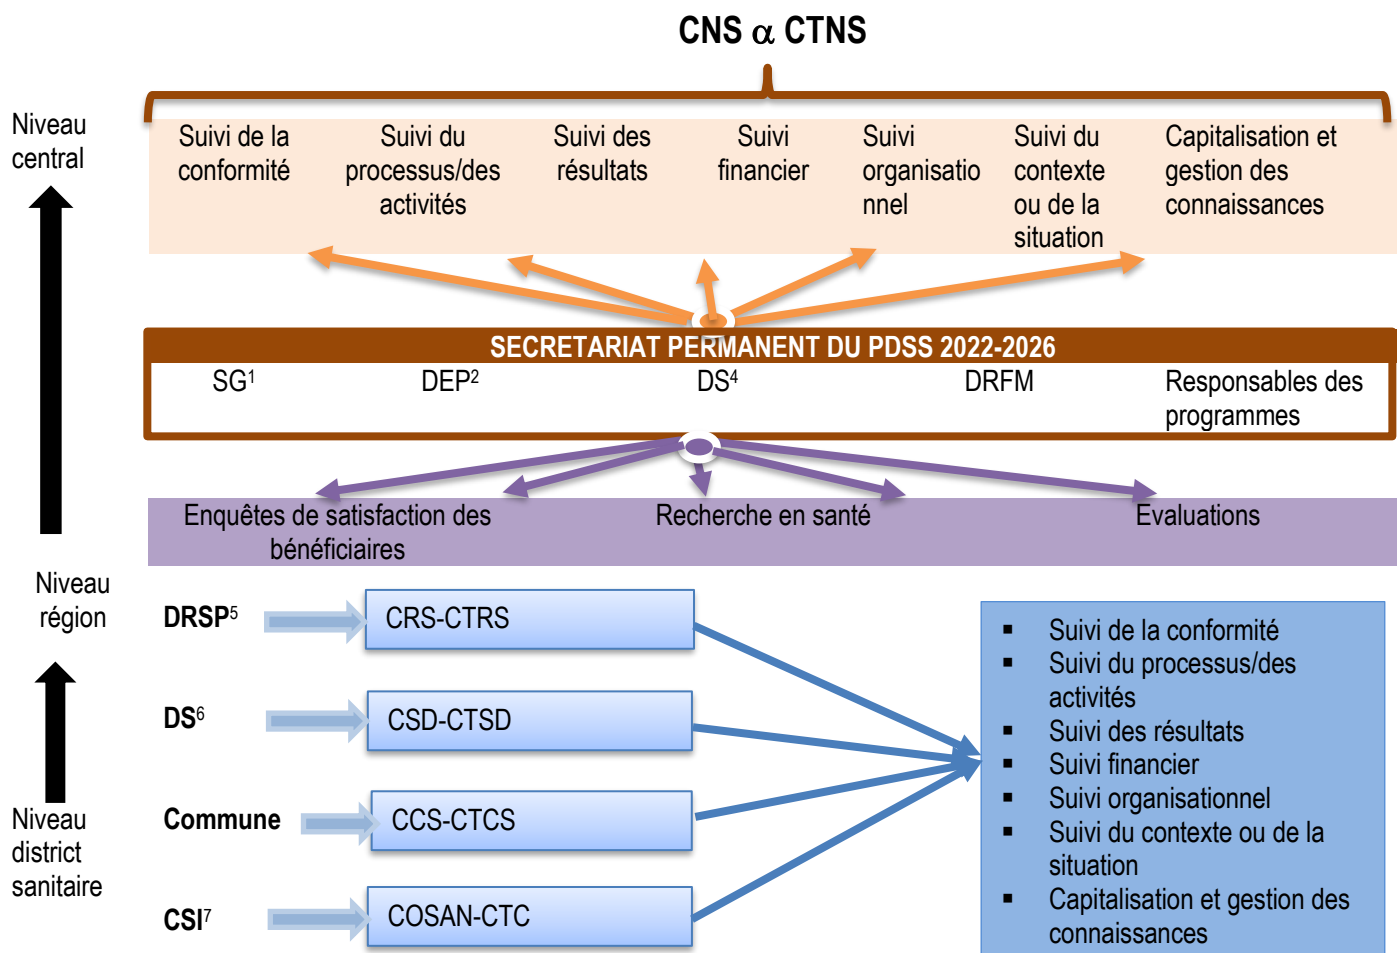 CNS α CTNS
Niveau
central
Suivi de la
conformité
Suivi du
processus/des
activités
Suivi des
résultats
Suivi
financier
Suivi
organisatio
nnel
Suivi du
contexte
ou de la
situation
Capitalisation et
gestion des
connaissances
SECRETARIAT PERMANENT DU PDSS 2022-2026
SG¹
DEP²
DS⁴
DRFM
Responsables des
programmes
Enquêtes de satisfaction des
bénéficiaires
Recherche en santé
Evaluations
Niveau
région
DRSP⁵
CRS-CTRS
DS⁶
CSD-CTSD
Niveau
district
sanitaire
Commune
CCS-CTCS
CSI⁷
COSAN-CTC
▪ Suivi de la conformité
▪ Suivi du processus/des
activités
▪ Suivi des résultats
▪ Suivi financier
▪ Suivi organisationnel
▪ Suivi du contexte ou de la
situation
▪ Capitalisation et gestion des
connaissances